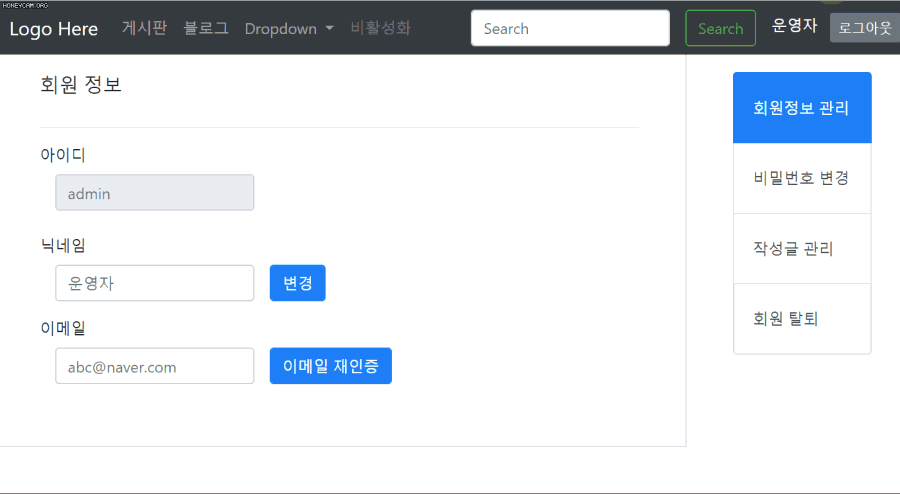 HONEYCAM.ORG
Logo Here 게시판 블로그 Dropdown 비활성화 Search Search 운영자 로그아웃
회원 정보
아이디
admin
닉네임
운영자 변경
이메일
abc@naver.com 이메일 재인증
회원정보 관리
비밀번호 변경
작성글 관리
회원 탈퇴